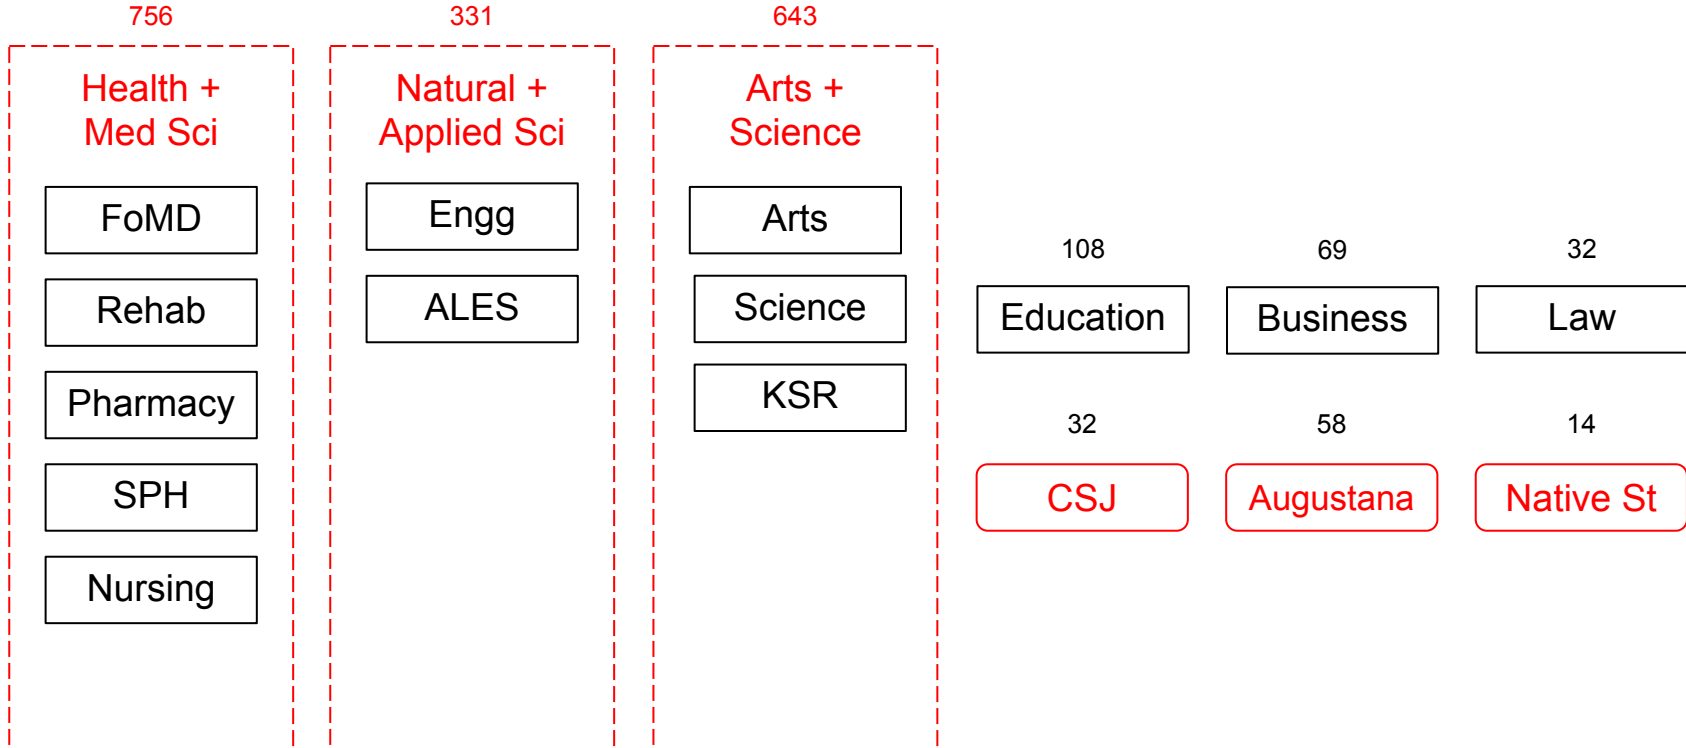 756
Health +
Med Sci
FoMD
Rehab
Pharmacy
SPH
Nursing
331
Natural +
Applied Sci
Engg
ALES
643
Arts +
Science
Arts
Science
KSR
108
Education
69
Business
32
Law
32
CSJ
58
Augustana
14
Native St